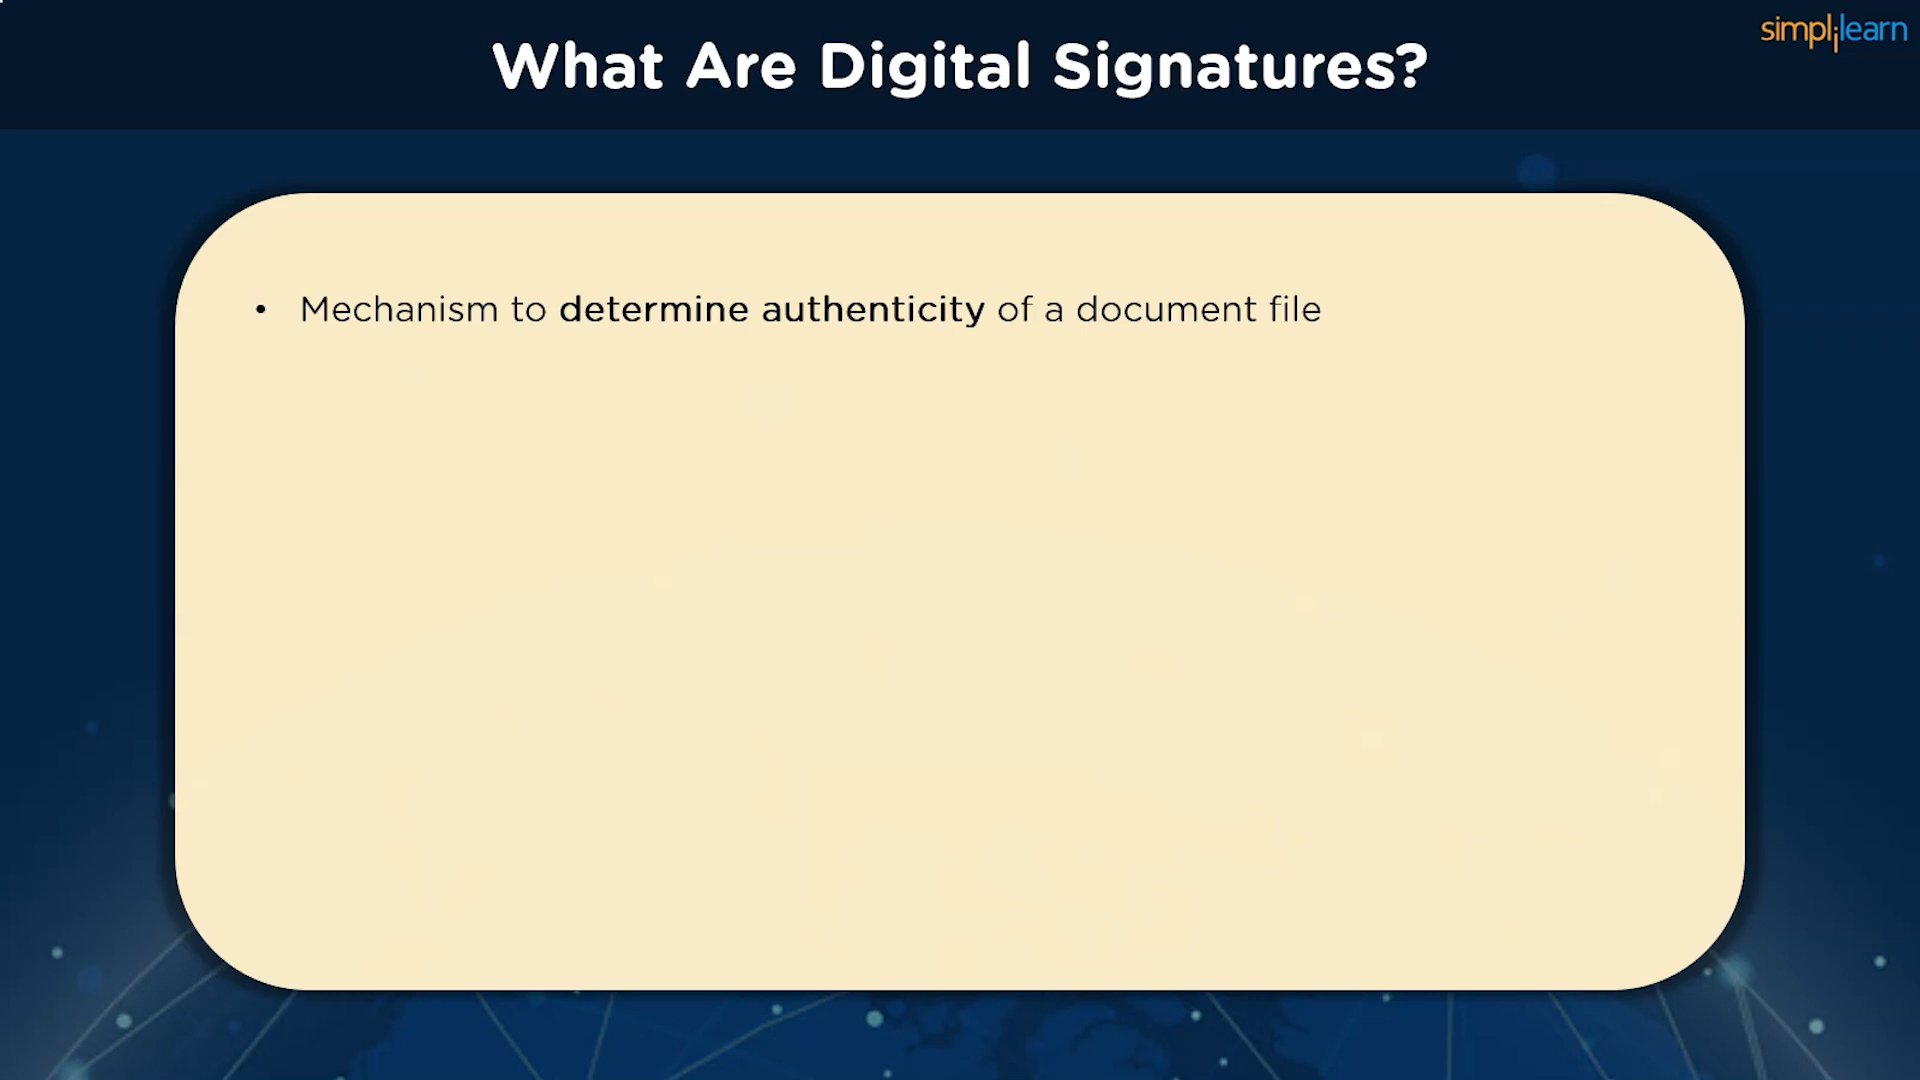 What Are Digital Signatures?
simplilearn
• Mechanism to determine authenticity of a document file